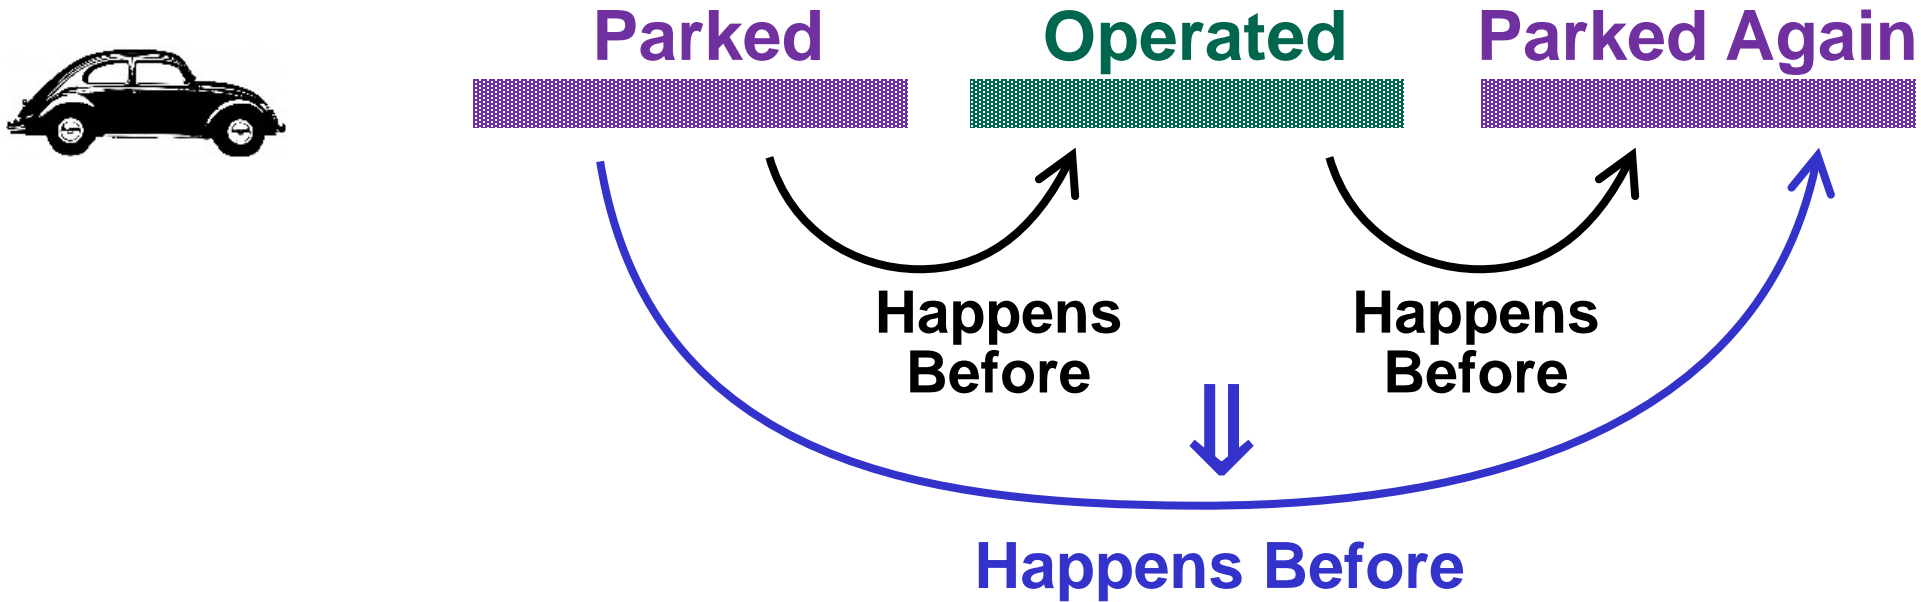 Parked
Operated
Parked Again
Happens
Before
Happens
Before
⇓
Happens Before